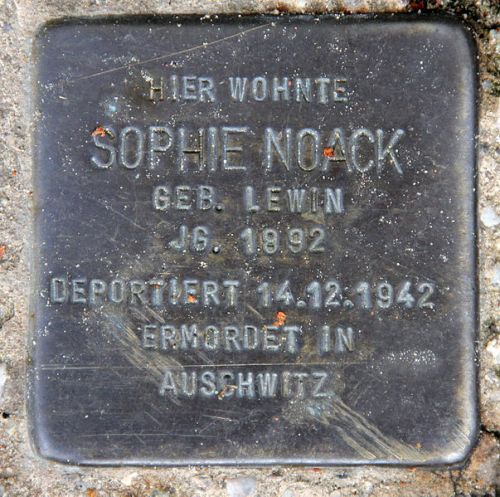 HIER WOHNTE
SOPHIE NOACK
GEB. LEWIN
JG. 1892
DEPORTIERT 14.12.1942
ERMORDET IN
AUSCHWITZ